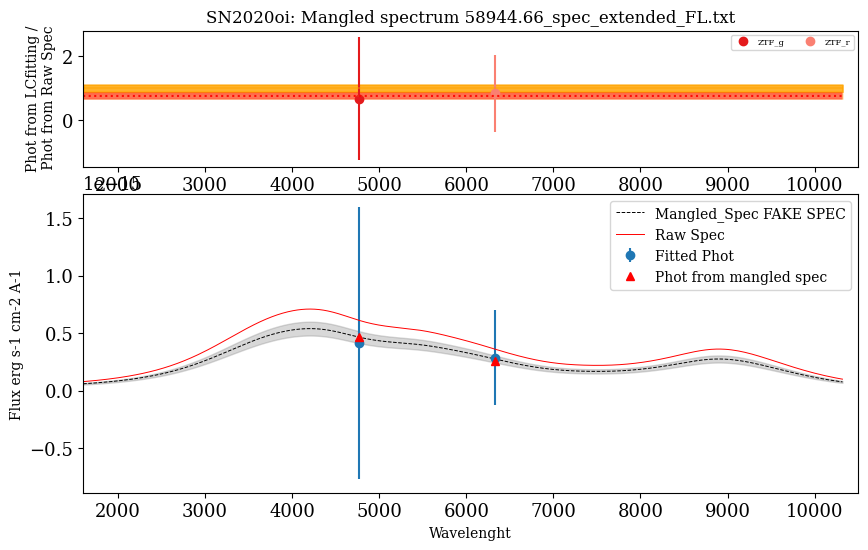 SN2020oi: Mangled spectrum 58944.66_spec_extended_FL.txt
Phot from LCfitting /
Phot from Raw Spec
2
0
ZTF_g ZTF_r
2000 3000 4000 5000 6000 7000 8000 9000 10000
1e−15
1.5
1.0
0.5
0.0
−0.5
Flux erg s-1 cm-2 A-1
Mangled_Spec FAKE SPEC
Raw Spec
Fitted Phot
Phot from mangled spec
2000 3000 4000 5000 6000 7000 8000 9000 10000
Wavelenght